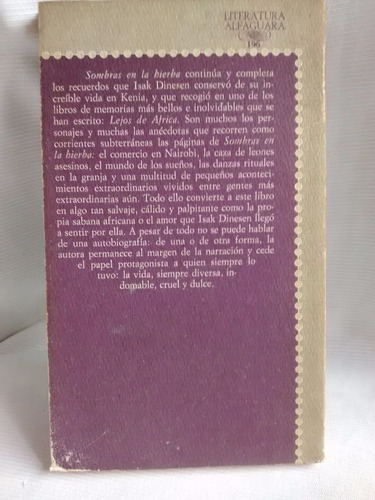 LITERATURA
ALFAGUARA
196
Sombras en la hierba continúa y completa
los recuerdos que Isak Dinesen conservó de su in-
creíble vida en Kenia, y que recogió en uno de los
libros de memorias más bellos e inolvidables que se
han escrito: Lejos de Africa. Son muchos los per-
sonajes y muchas las anécdotas que recorren como
corrientes subterráneas las páginas de Sombras en
la hierba: el comercio en Nairobi, la caza de leones
asesinos, el mundo de los sueños, las danzas rituales
en la granja y una multitud de pequeños aconteci-
mientos extraordinarios vividos entre gentes más
extraordinarias aún. Todo ello convierte a este libro
en algo tan salvaje, cálido y palpitante como la pro-
pia sabana africana o el amor que Isak Dinesen llegó
a sentir por ella. A pesar de todo no se puede hablar
de una autobiografía: de una o de otra forma, la
autora permanece al margen de la narración y cede
el papel protagonista a quien siempre lo
tuvo: la vida, siempre diversa, in-
domable, cruel y dulce.